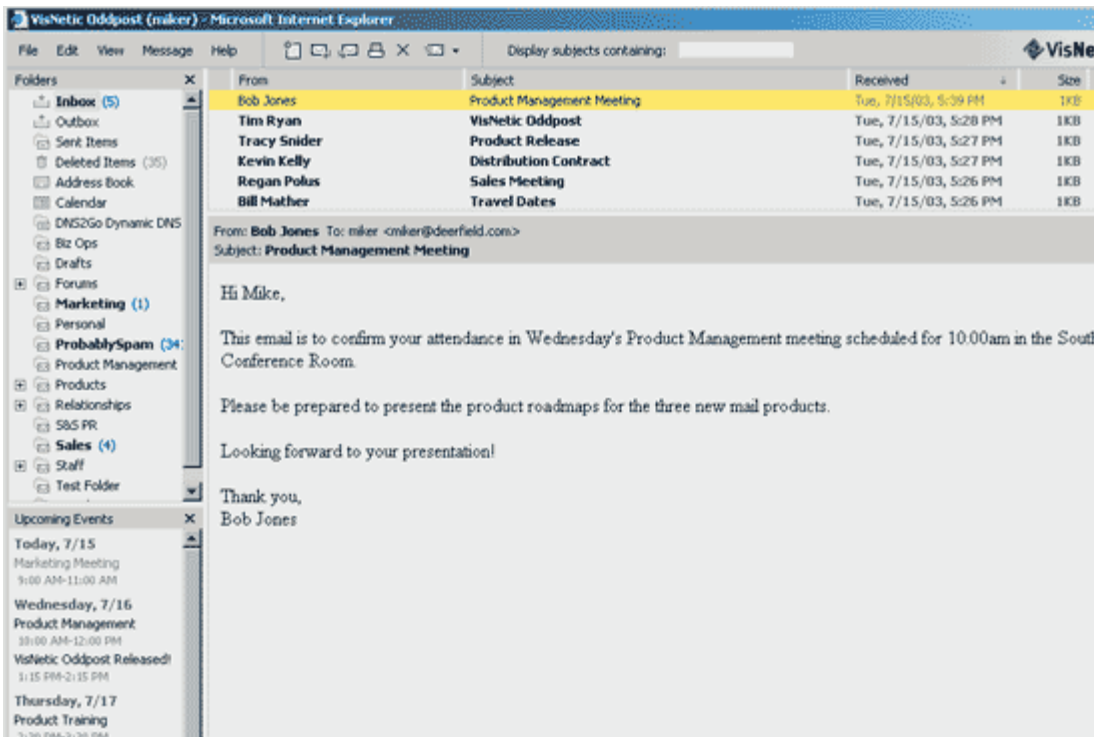 VisNetic Oddpost (miker) - Microsoft Internet Explorer
File Edit View Message Help Display subjects containing: VisNe
Folders
Inbox (5)
Outbox
Sent Items
Deleted Items (35)
Address Book
Calendar
DNS2Go Dynamic DNS
Biz Ops
Drafts
Forums
Marketing (1)
Personal
ProbablySpam (34
Product Management
Products
Relationships
S&S PR
Sales (4)
Staff
Test Folder
From Subject Received Size
Bob Jones Product Management Meeting Tue, 7/15/03, 5:39 PM 1KB
Tim Ryan VisNetic Oddpost Tue, 7/15/03, 5:28 PM 1KB
Tracy Snider Product Release Tue, 7/15/03, 5:27 PM 1KB
Kevin Kelly Distribution Contract Tue, 7/15/03, 5:27 PM 1KB
Regan Polus Sales Meeting Tue, 7/15/03, 5:26 PM 1KB
Bill Mather Travel Dates Tue, 7/15/03, 5:26 PM 1KB
From: Bob Jones To: miker <miker@deerfield.com>
Subject: Product Management Meeting
Hi Mike,
This email is to confirm your attendance in Wednesday's Product Management meeting scheduled for 10:00am in the Sout
Conference Room.
Please be prepared to present the product roadmaps for the three new mail products.
Looking forward to your presentation!
Thank you,
Bob Jones
Upcoming Events
Today, 7/15
Marketing Meeting
9:00 AM-11:00 AM
Wednesday, 7/16
Product Management
10:00 AM-12:00 PM
VisNetic Oddpost Released!
1:15 PM-2:15 PM
Thursday, 7/17
Product Training